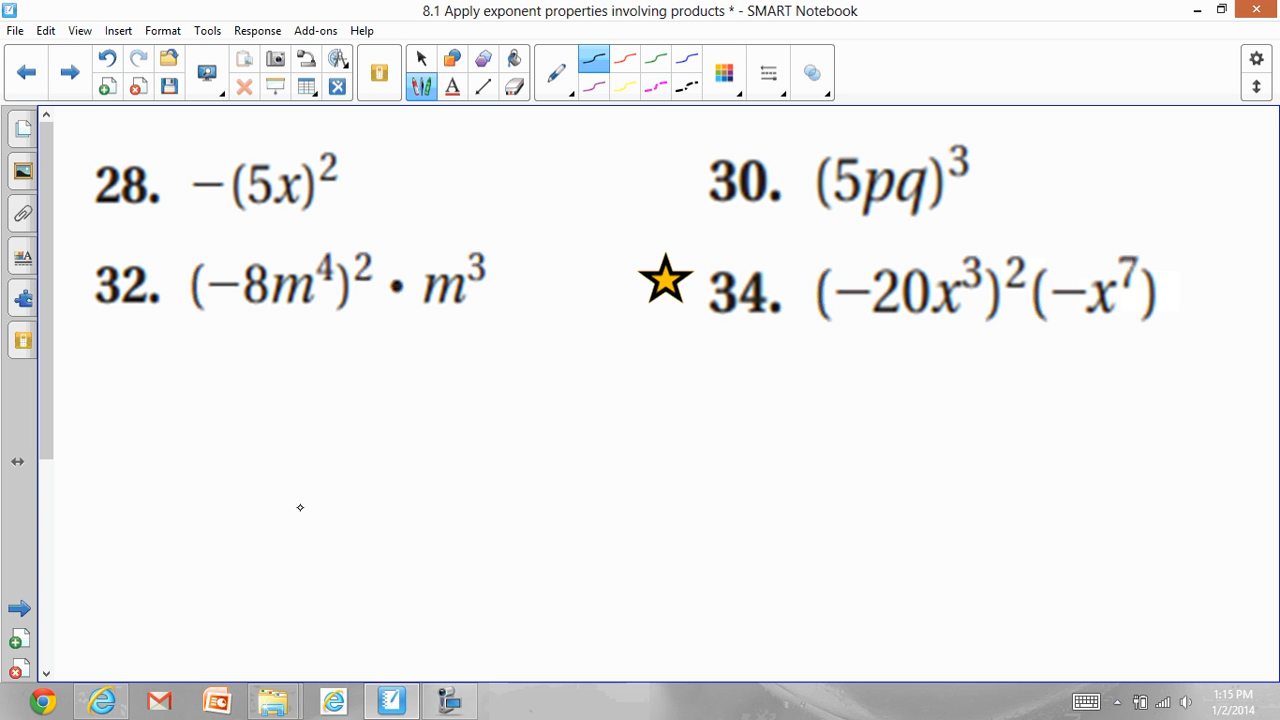 8.1 Apply exponent properties involving products * - SMART Notebook
File Edit View Insert Format Tools Response Add-ons Help
28. −(5x)² 30. (5pq)³
32. (−8m⁴)² • m³ 34. (−20x³)²(−x⁷)
1:15 PM
1/2/2014